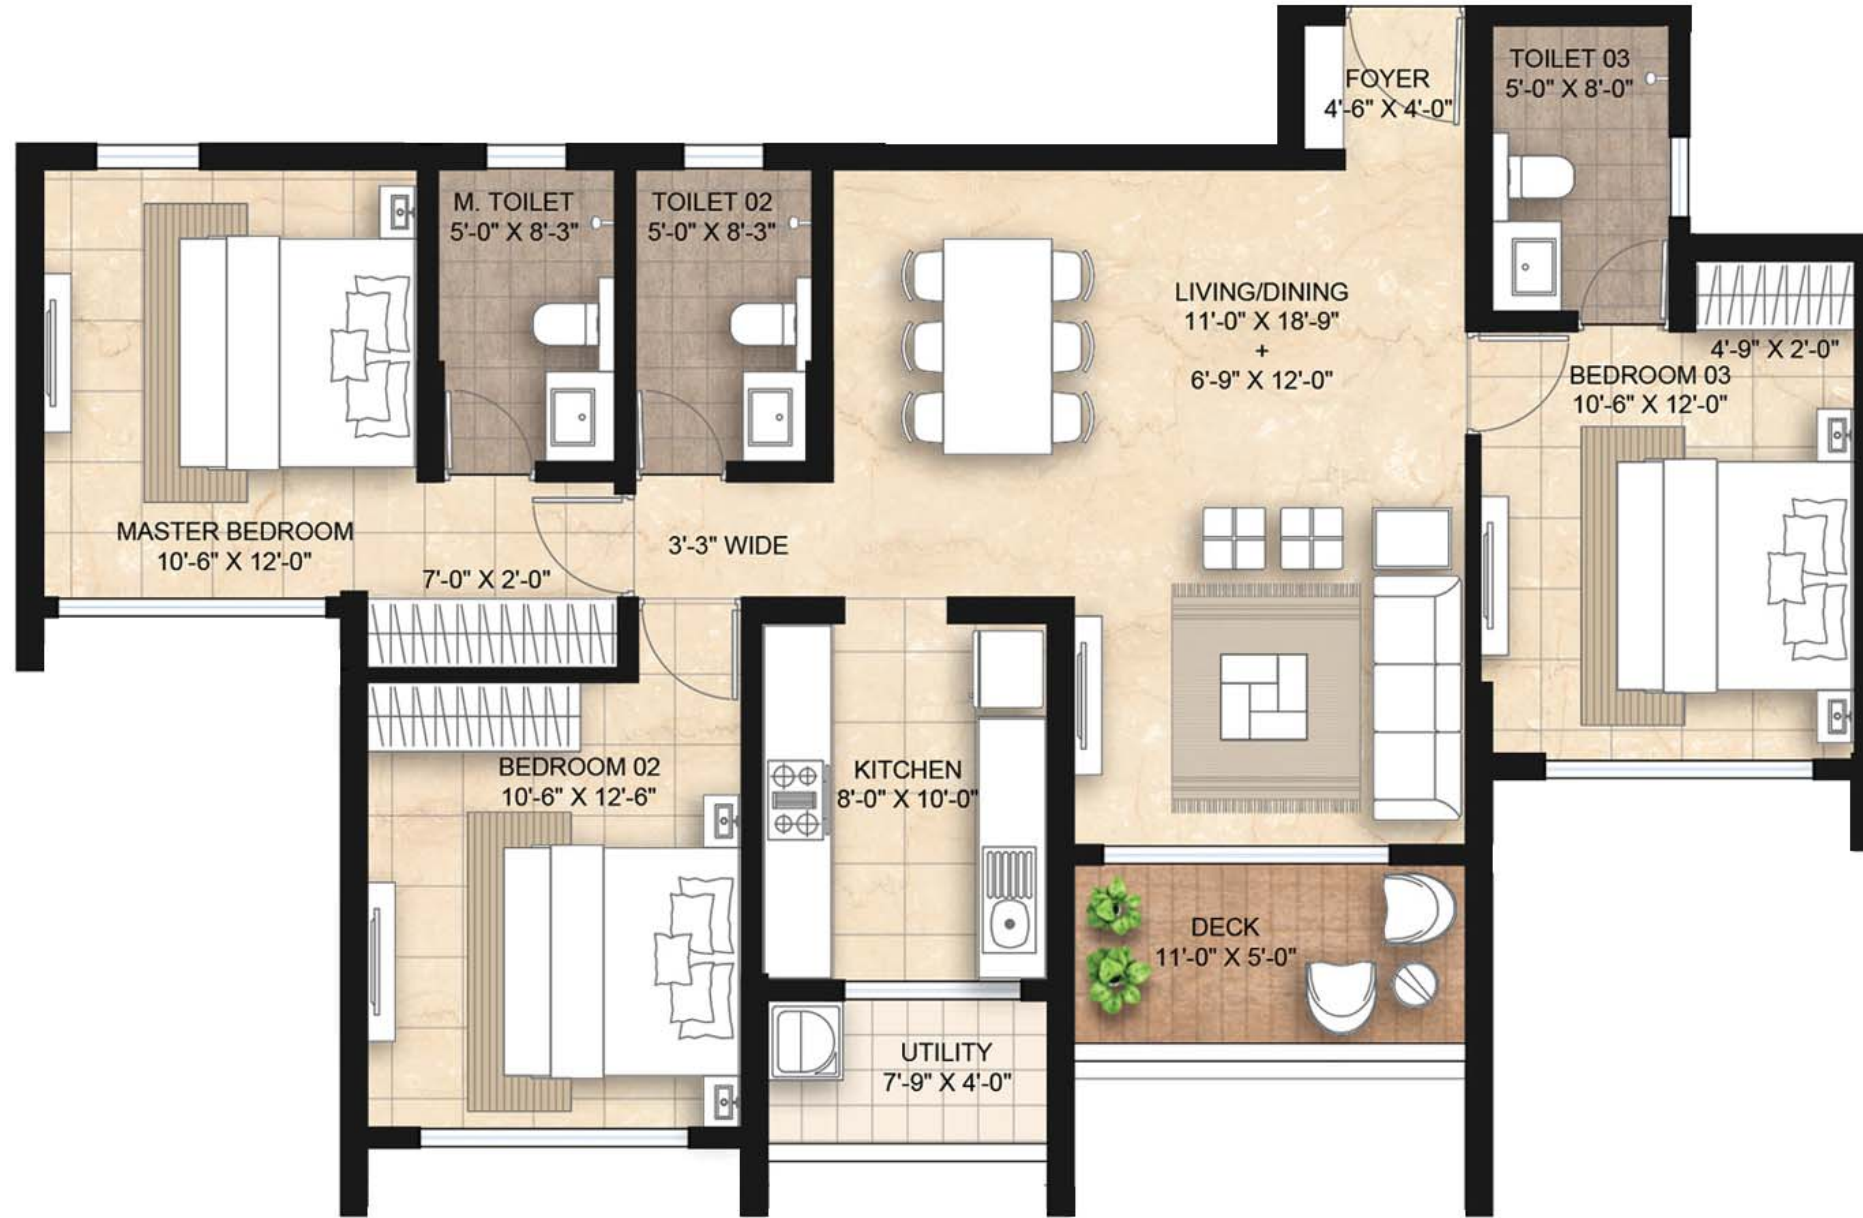 FOYER
4'-6" X 4'-0"
TOILET 03
5'-0" X 8'-0"
M. TOILET
5'-0" X 8'-3"
TOILET 02
5'-0" X 8'-3"
LIVING/DINING
11'-0" X 18'-9"
+
6'-9" X 12'-0"
4'-9" X 2'-0"
BEDROOM 03
10'-6" X 12'-0"
MASTER BEDROOM
10'-6" X 12'-0"
7'-0" X 2'-0"
3'-3" WIDE
BEDROOM 02
10'-6" X 12'-6"
KITCHEN
8'-0" X 10'-0"
DECK
11'-0" X 5'-0"
UTILITY
7'-9" X 4'-0"